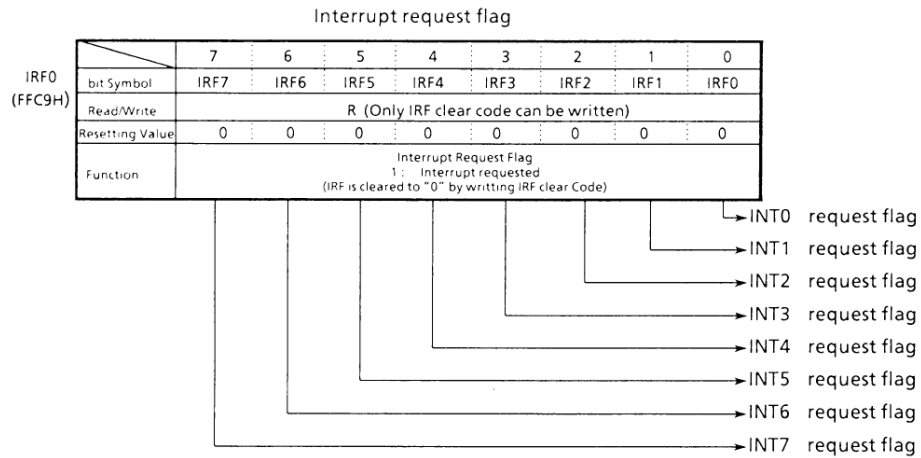 Interrupt request flag
7 6 5 4 3 2 1 0
IRF0
(FFC9H)
bit Symbol IRF7 IRF6 IRF5 IRF4 IRF3 IRF2 IRF1 IRF0
Read/Write R (Only IRF clear code can be written)
Resetting Value 0 0 0 0 0 0 0 0
Function
Interrupt Request Flag
1 : Interrupt requested
(IRF is cleared to "0" by writting IRF clear Code)
INT0 request flag
INT1 request flag
INT2 request flag
INT3 request flag
INT4 request flag
INT5 request flag
INT6 request flag
INT7 request flag